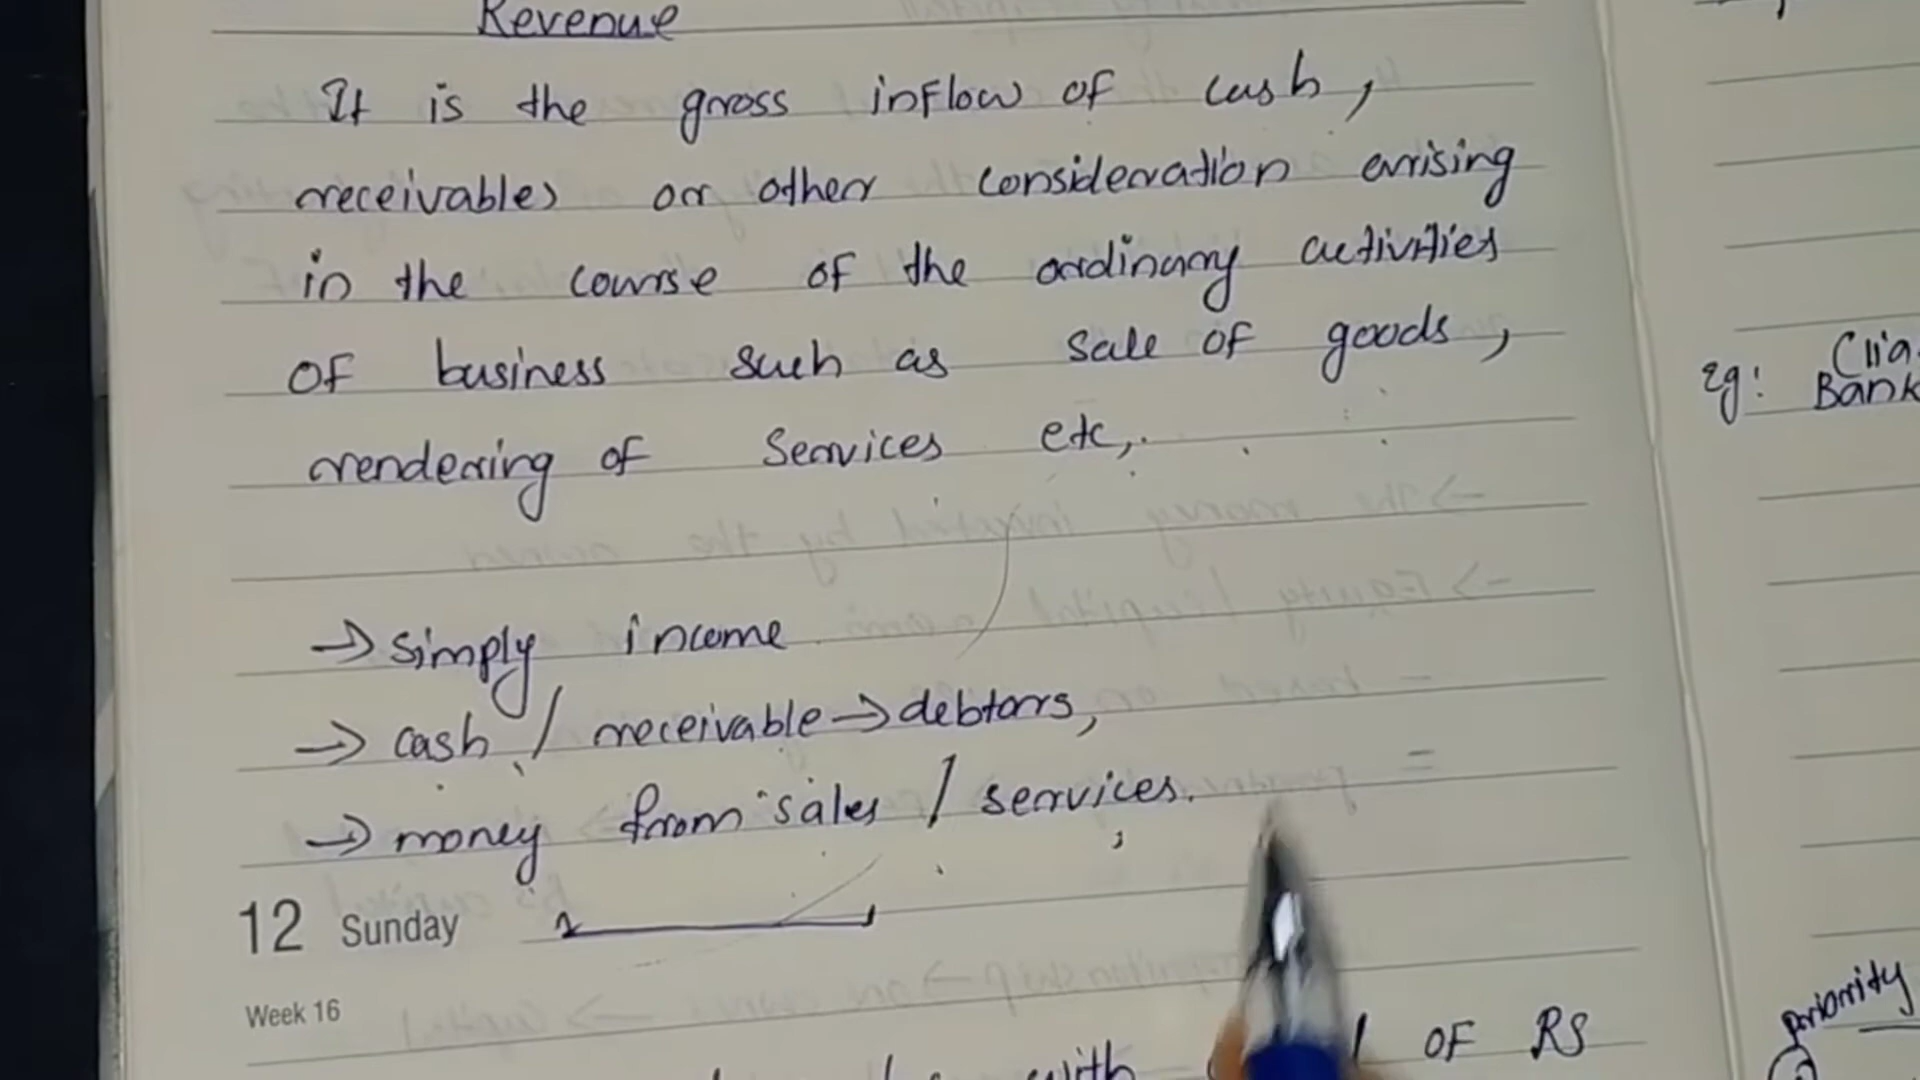 Revenue
It is the gross inflow of cash,
receivables or other consideration arising
in the course of the ordinary activities
of business such as sale of goods,
rendering of Services etc,.
→ simply income
→ cash / receivable → debtors,
→ money from sales / services.
12 Sunday
Week 16
with OF RS
eg:
Bank
priority